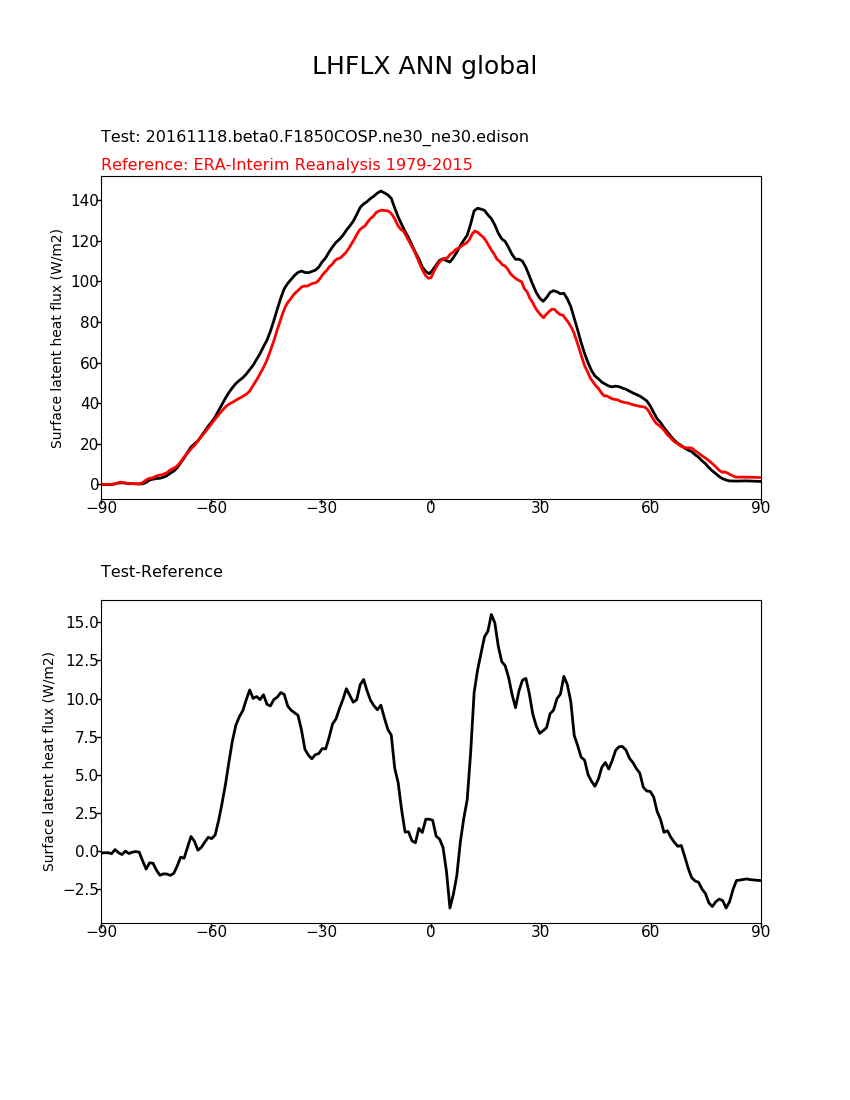 LHFLX ANN global
Test: 20161118.beta0.F1850COSP.ne30_ne30.edison
Reference: ERA-Interim Reanalysis 1979-2015
Surface latent heat flux (W/m2)
140
120
100
80
60
40
20
0
−90 −60 −30 0 30 60 90
Test-Reference
Surface latent heat flux (W/m2)
15.0
12.5
10.0
7.5
5.0
2.5
0.0
−2.5
−90 −60 −30 0 30 60 90